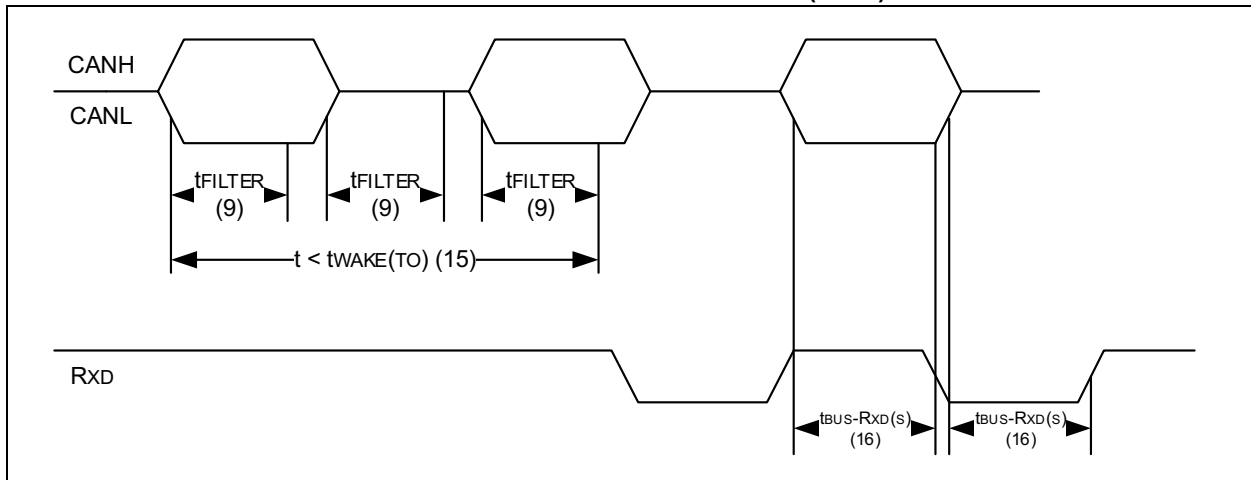 CANH
CANL
tFILTER tFILTER tFILTER
(9) (9) (9)
t < tWAKE(TO) (15)
RXD
tBUS-RXD(S) tBUS-RXD(S)
(16) (16)